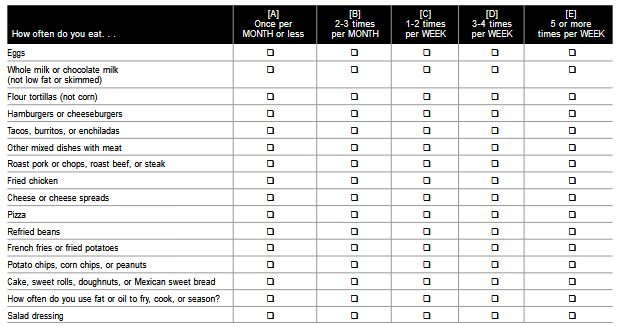 How often do you eat. . .
[A] Once per MONTH or less
[B] 2-3 times per MONTH
[C] 1-2 times per WEEK
[D] 3-4 times per WEEK
[E] 5 or more times per WEEK
Eggs
Whole milk or chocolate milk
(not low fat or skimmed)
Flour tortillas (not corn)
Hamburgers or cheeseburgers
Tacos, burritos, or enchiladas
Other mixed dishes with meat
Roast pork or chops, roast beef, or steak
Fried chicken
Cheese or cheese spreads
Pizza
Refried beans
French fries or fried potatoes
Potato chips, corn chips, or peanuts
Cake, sweet rolls, doughnuts, or Mexican sweet bread
How often do you use fat or oil to fry, cook, or season?
Salad dressing